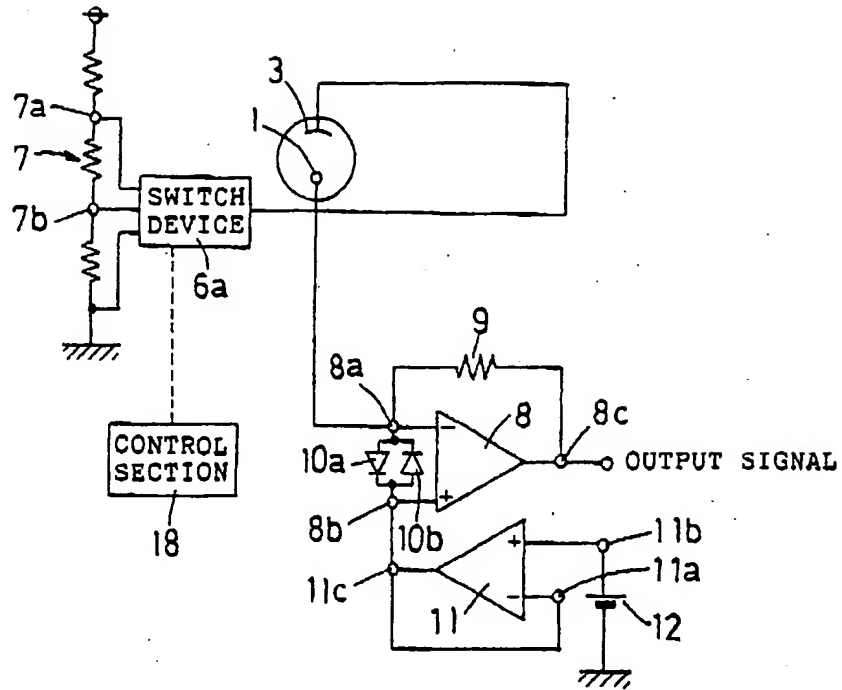 3
7a
1
7
SWITCH
DEVICE
7b
6a
9
8a
8
8c
-
OUTPUT SIGNAL
CONTROL
SECTION
10a
+
8b
10b
18
11b
+
11a
11c
-
11
12